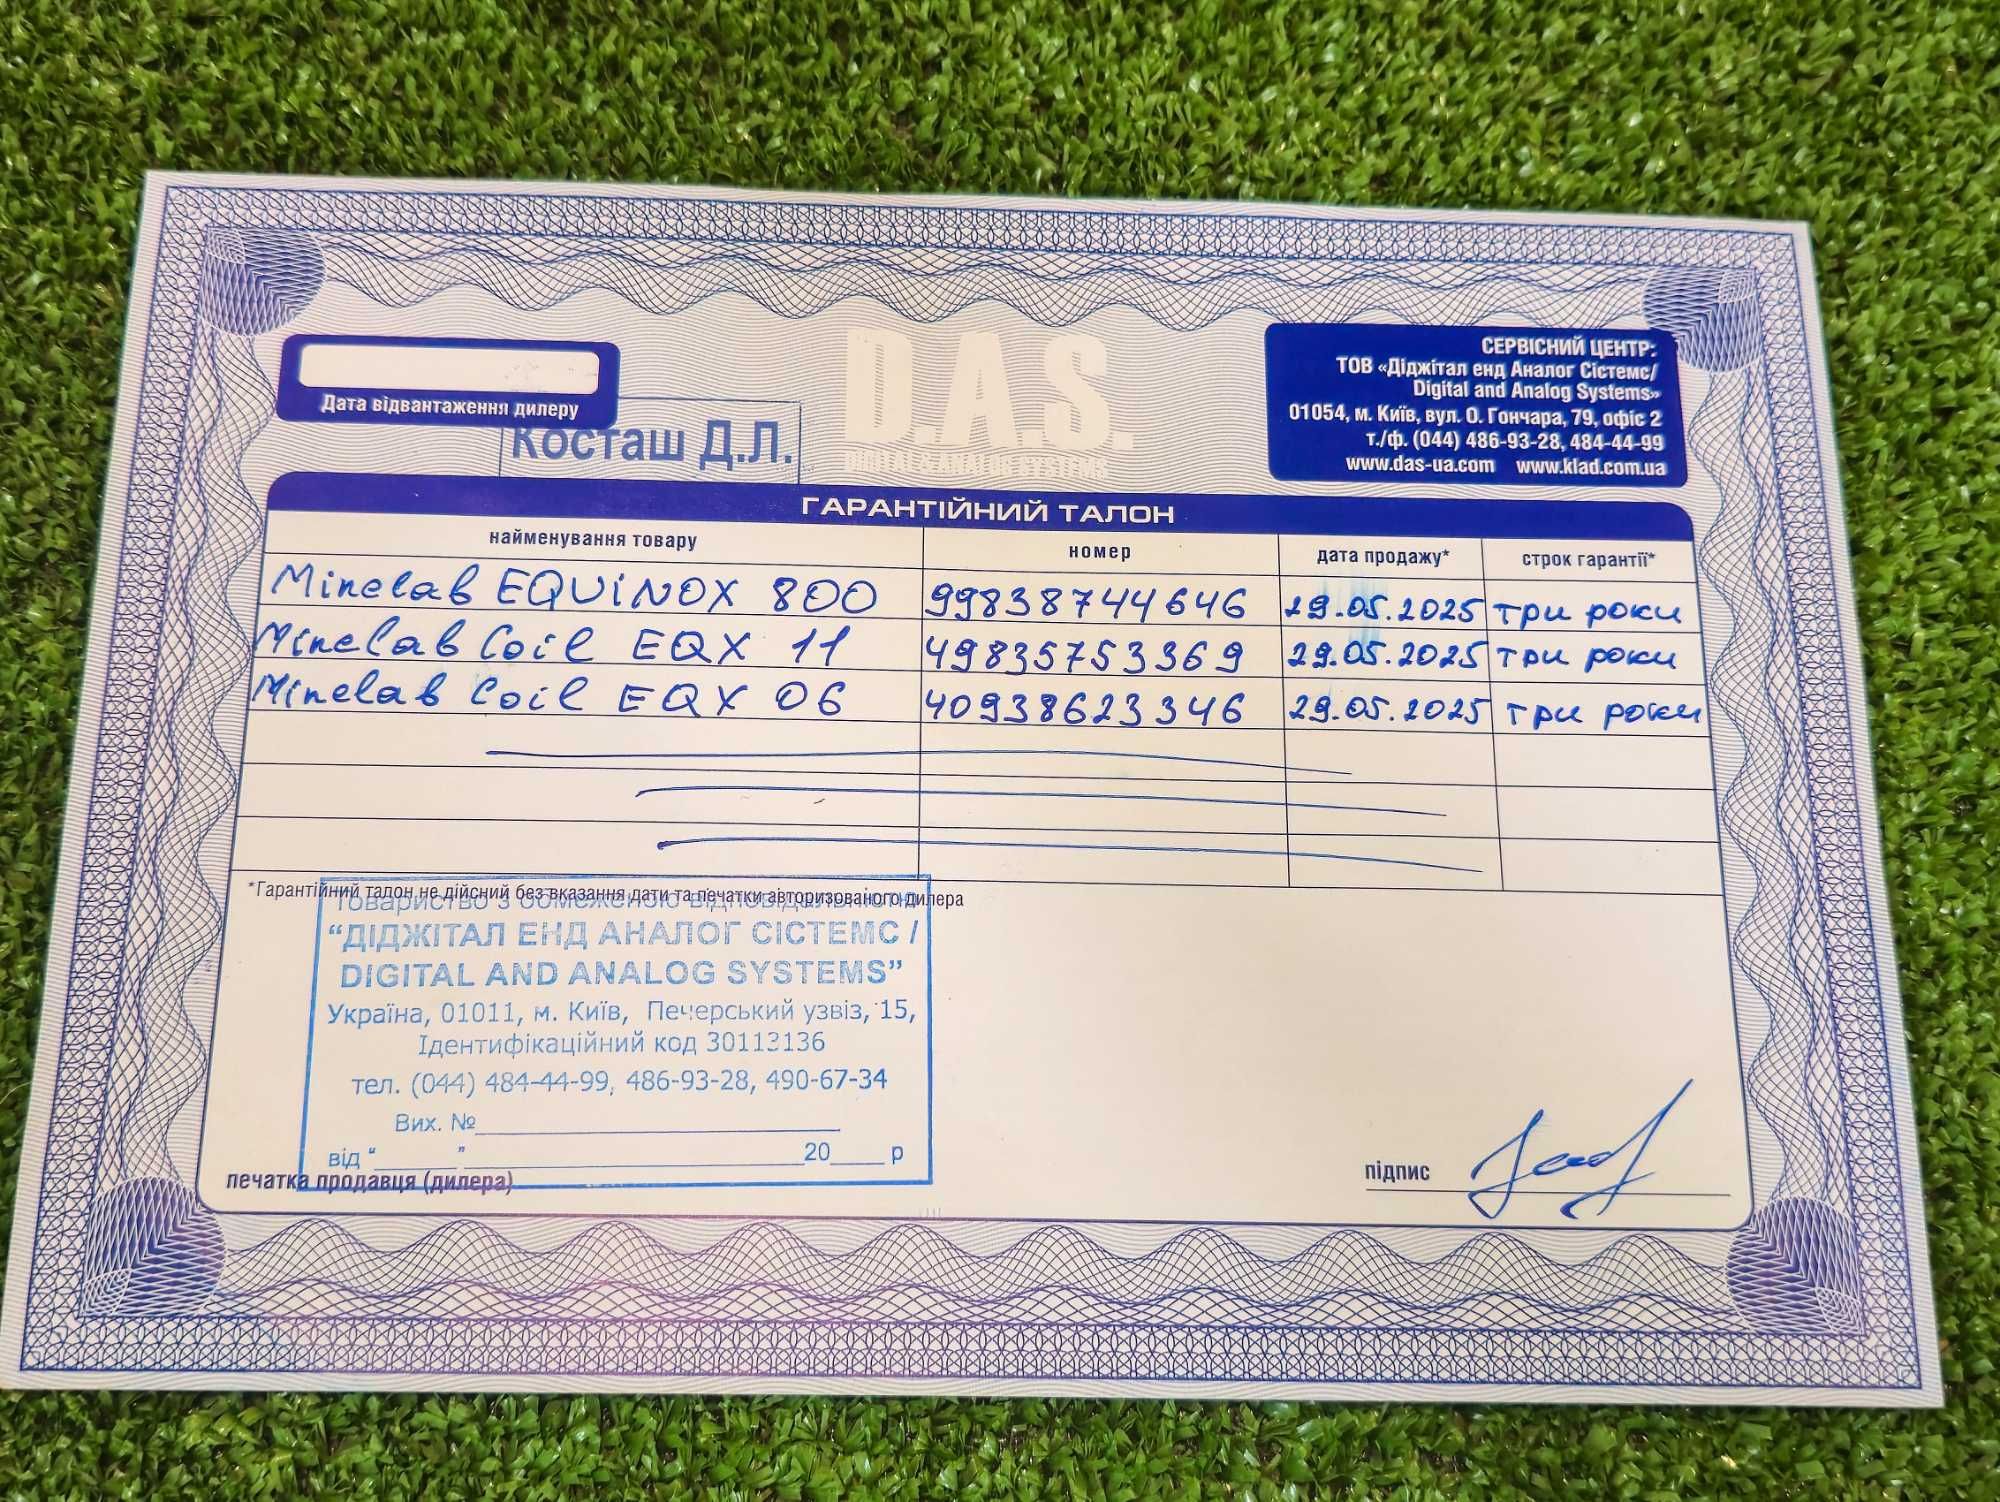 Дата відвантаження дилеру
Косташ Д.Л.
D.A.S.
DIGITAL & ANALOG SYSTEMS
СЕРВІСНИЙ ЦЕНТР:
ТОВ «Діджітал енд Аналог Сістемс/
Digital and Analog Systems»
01054, м. Київ, вул. О. Гончара, 79, офіс 2
т./ф. (044) 486-93-28, 484-44-99
www.das-ua.com www.klad.com.ua
ГАРАНТІЙНИЙ ТАЛОН
найменування товару номер дата продажу* строк гарантії*
Minelab EQUINOX 800 99838744646 29.05.2025 три роки
Minelab Coil EQX 11 49835753369 29.05.2025 три роки
Minelab Coil EQX 06 40938623346 29.05.2025 три роки
*Гарантійний талон не дійсний без вказання дати та печатки авторизованого дилера
Товариство з обмеженою відповідальністю
“ДІДЖІТАЛ ЕНД АНАЛОГ СІСТЕМС /
DIGITAL AND ANALOG SYSTEMS”
Україна, 01011, м. Київ, Печерський узвіз, 15,
Ідентифікаційний код 30113136
тел. (044) 484-44-99, 486-93-28, 490-67-34
Вих. №
від “ ” 20 р
печатка продавця (дилера)
підпис